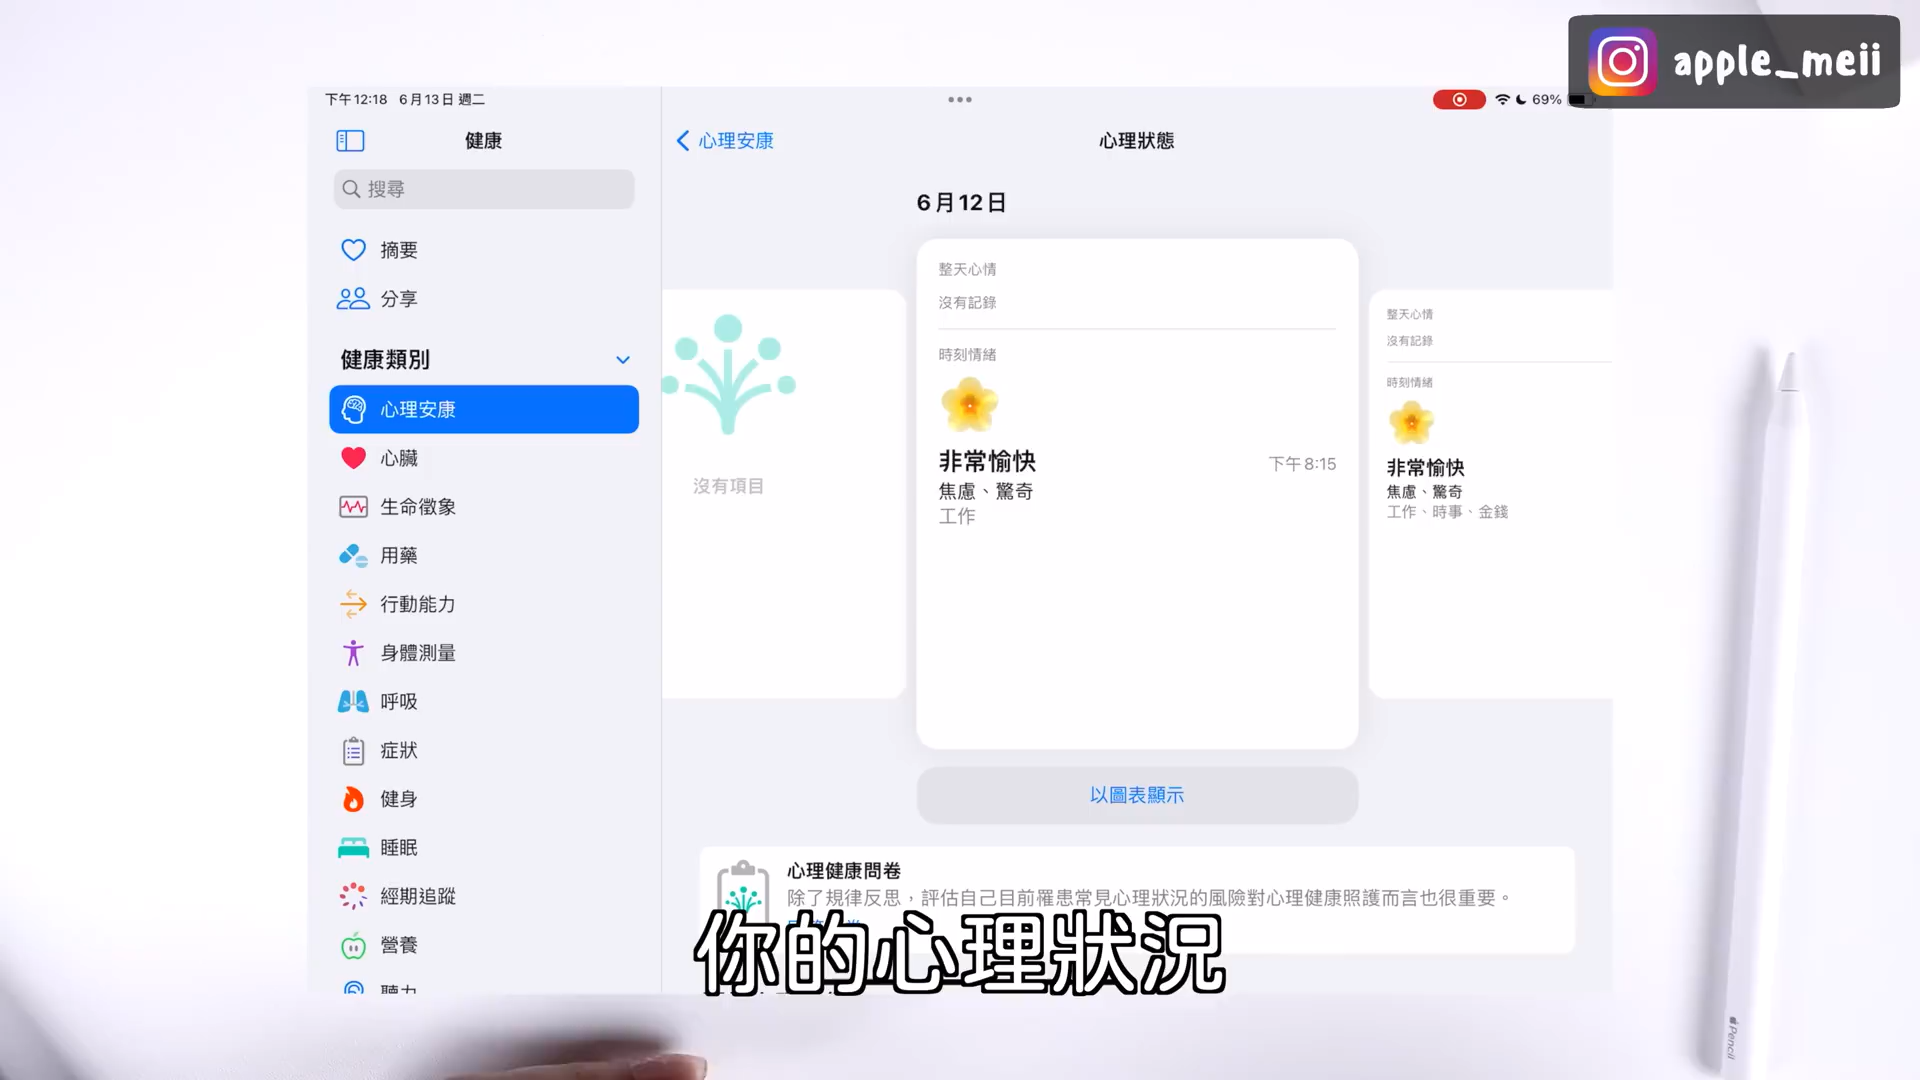 apple_meii
下午12:18 6月13日 週二
69%
健康
搜尋
摘要
分享
健康類別
心理安康
心臟
生命徵象
用藥
行動能力
身體測量
呼吸
症狀
健身
睡眠
經期追蹤
營養
聽力
心理安康
心理狀態
6月12日
沒有項目
整天心情
沒有記錄
時刻情緒
非常愉快
下午8:15
焦慮、驚奇
工作
整天心情
沒有記錄
時刻情緒
非常愉快
焦慮、驚奇
工作、時事、金錢
以圖表顯示
心理健康問卷
除了規律反思，評估自己目前罹患常見心理狀況的風險對心理健康照護而言也很重要。
你的心理狀況
Pencil